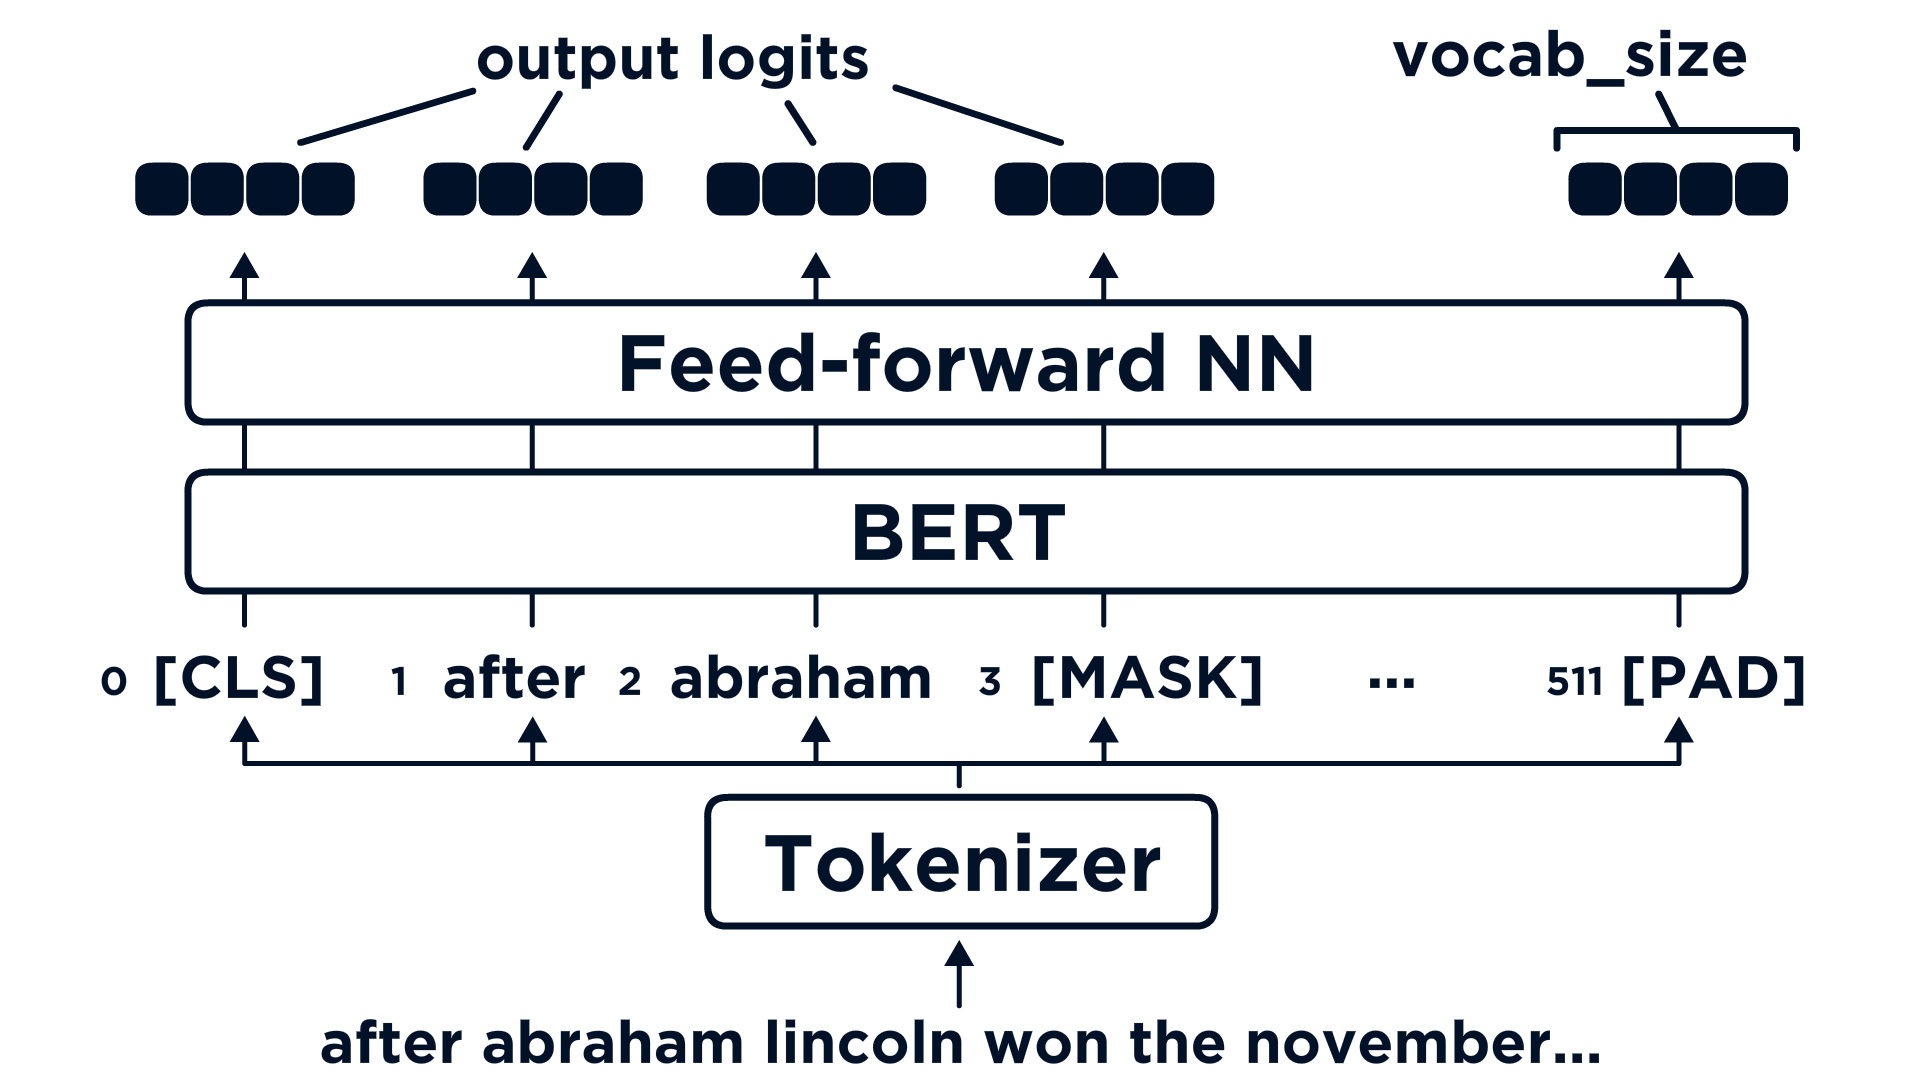 output logits
vocab_size
Feed-forward NN
BERT
0 [CLS] 1 after 2 abraham 3 [MASK] ... 511 [PAD]
Tokenizer
after abraham lincoln won the november...